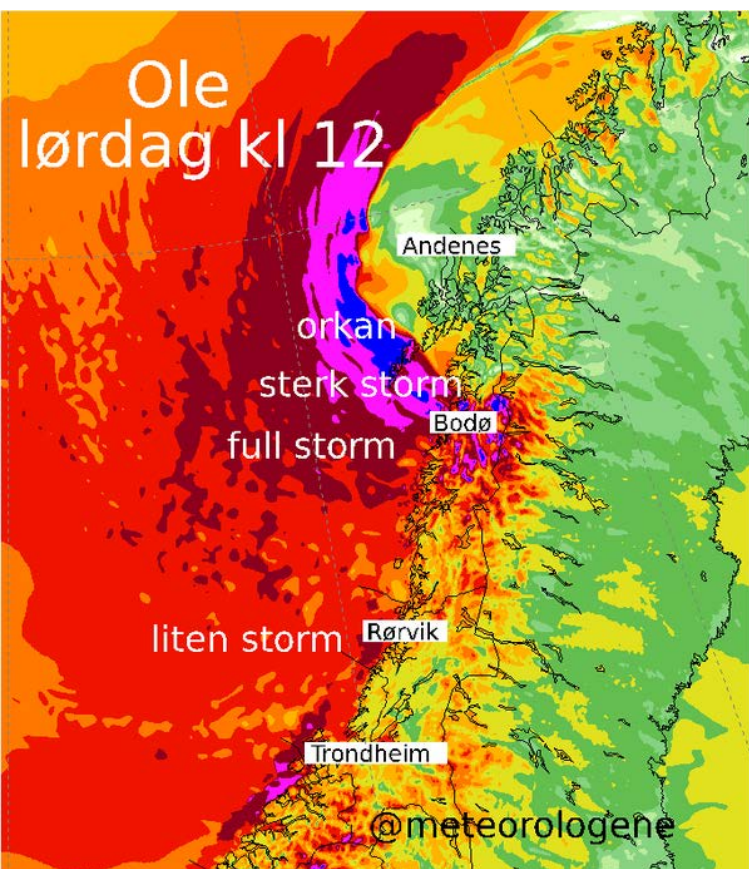 Ole
lørdag kl 12
Andenes
orkan
sterk storm
Bodø
full storm
liten storm
Rørvik
Trondheim
@meteorologene